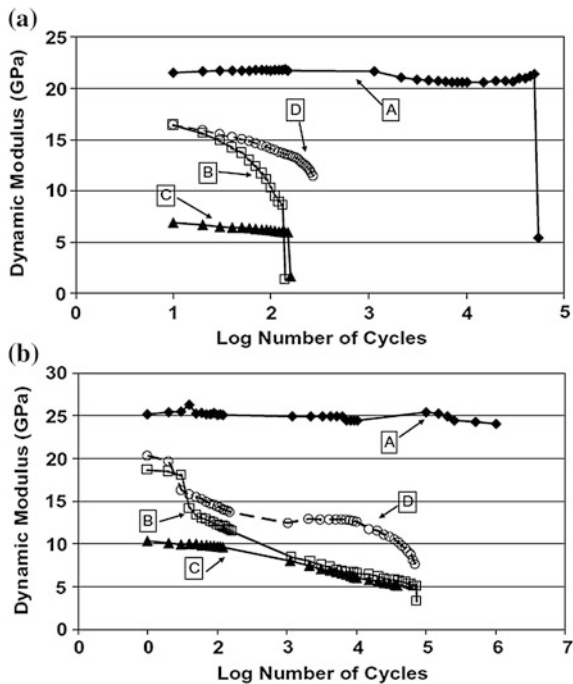 (a)
25
20
15
10
5
0
Dynamic Modulus (GPa)
A
D
B
C
0 1 2 3 4 5
Log Number of Cycles
(b)
30
25
20
15
10
5
0
Dynamic Modulus (GPa)
A
D
B
C
0 0 2 3 4 5 6 7
Log Number of Cycles